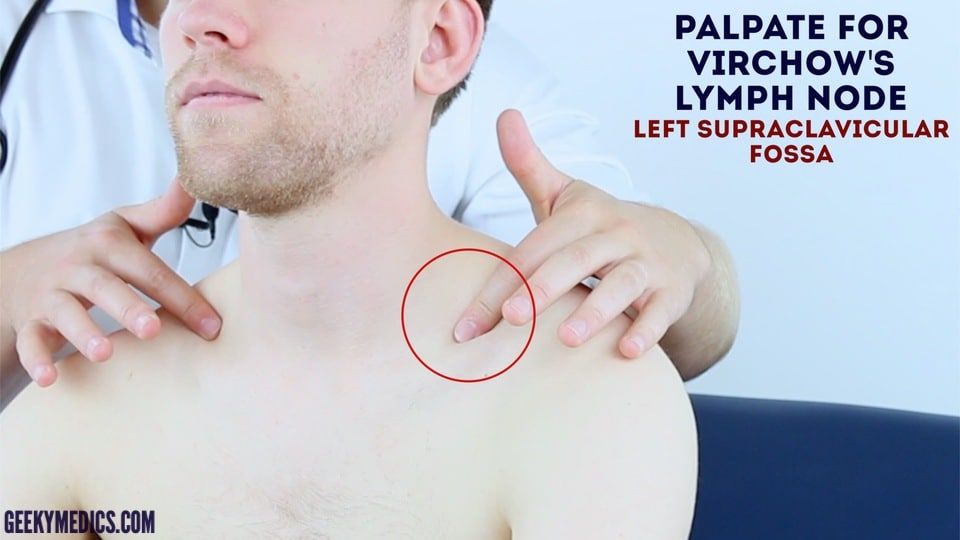 PALPATE FOR
VIRCHOW'S
LYMPH NODE
LEFT SUPRACLAVICULAR
FOSSA
GEEKYMEDICS.COM